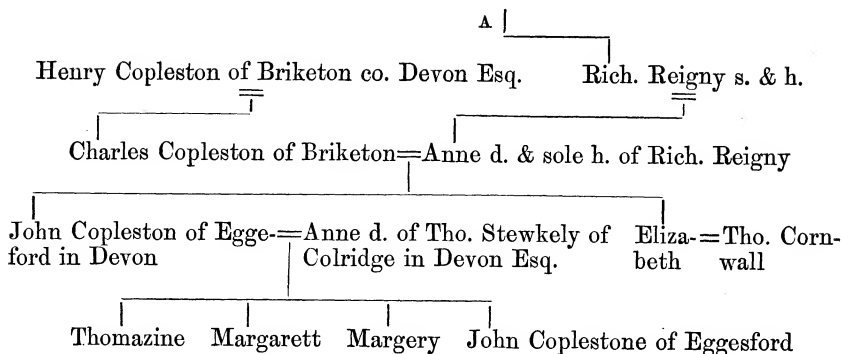 A
Henry Copleston of Briketon co. Devon Esq. Rich. Reigny s. & h.
Charles Copleston of Briketon=Anne d. & sole h. of Rich. Reigny
John Copleston of Egge-=Anne d. of Tho. Stewkely of Eliza-=Tho. Corn-
ford in Devon Colridge in Devon Esq. beth wall
Thomazine Margarett Margery John Coplestone of Eggesford